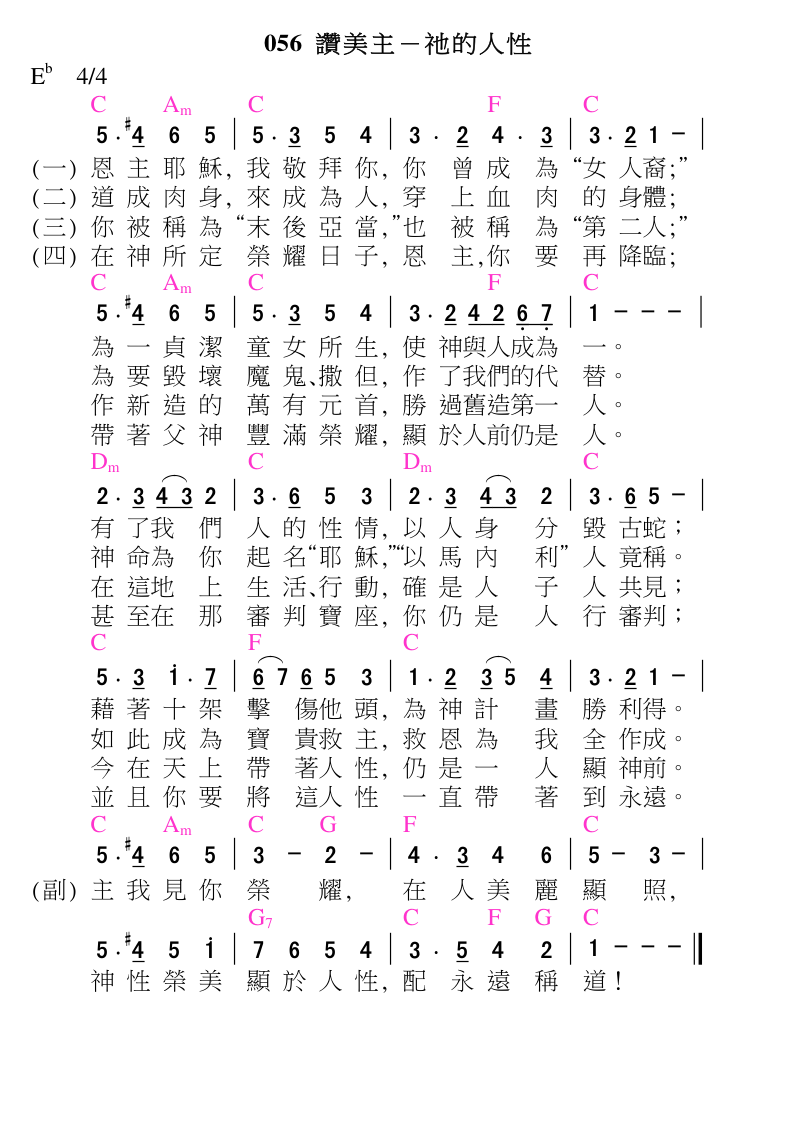 056 讚美主－祂的人性
E♭ 4/4
C Am C F C
5 . #4 6 5 | 5 . 3 5 4 | 3 . 2 4 . 3 | 3 . 2 1 － |
(一) 恩主耶穌, 我敬拜你, 你曾成為“女人裔;”
(二) 道成肉身, 來成為人, 穿上血肉的身體;
(三) 你被稱為“末後亞當,”也被稱為“第二人;”
(四) 在神所定榮耀日子, 恩主,你要再降臨;
C Am C F C
5 . #4 6 5 | 5 . 3 5 4 | 3 . 2 4 2 6 7 | 1 － － － |
為一貞潔童女所生, 使神與人成為一。
為要毀壞魔鬼、撒但, 作了我們的代替。
作新造的萬有元首, 勝過舊造第一人。
帶著父神豐滿榮耀, 顯於人前仍是人。
Dm C Dm C
2 . 3 4 3 2 | 3 . 6 5 3 | 2 . 3 4 3 2 | 3 . 6 5 － |
有了我們人的性情, 以人身分毀古蛇；
神命為你起名“耶穌,”“以馬內利”人竟稱。
在這地上生活、行動, 確是人子人共見；
甚至在那審判寶座, 你仍是人行審判；
C F C
5 . 3 1 . 7 | 6 7 6 5 3 | 1 . 2 3 5 4 | 3 . 2 1 － |
藉著十架擊傷他頭, 為神計畫勝利得。
如此成為寶貴救主, 救恩為我全作成。
今在天上帶著人性, 仍是一人顯神前。
並且你要將這人性一直帶著到永遠。
C Am C G F C
5 . #4 6 5 | 3 － 2 － | 4 . 3 4 6 | 5 － 3 － |
(副) 主我見你榮耀, 在人美麗顯照,
G7 C F G C
5 . #4 5 1 | 7 6 5 4 | 3 . 5 4 2 | 1 － － － ‖
神性榮美顯於人性, 配永遠稱道！